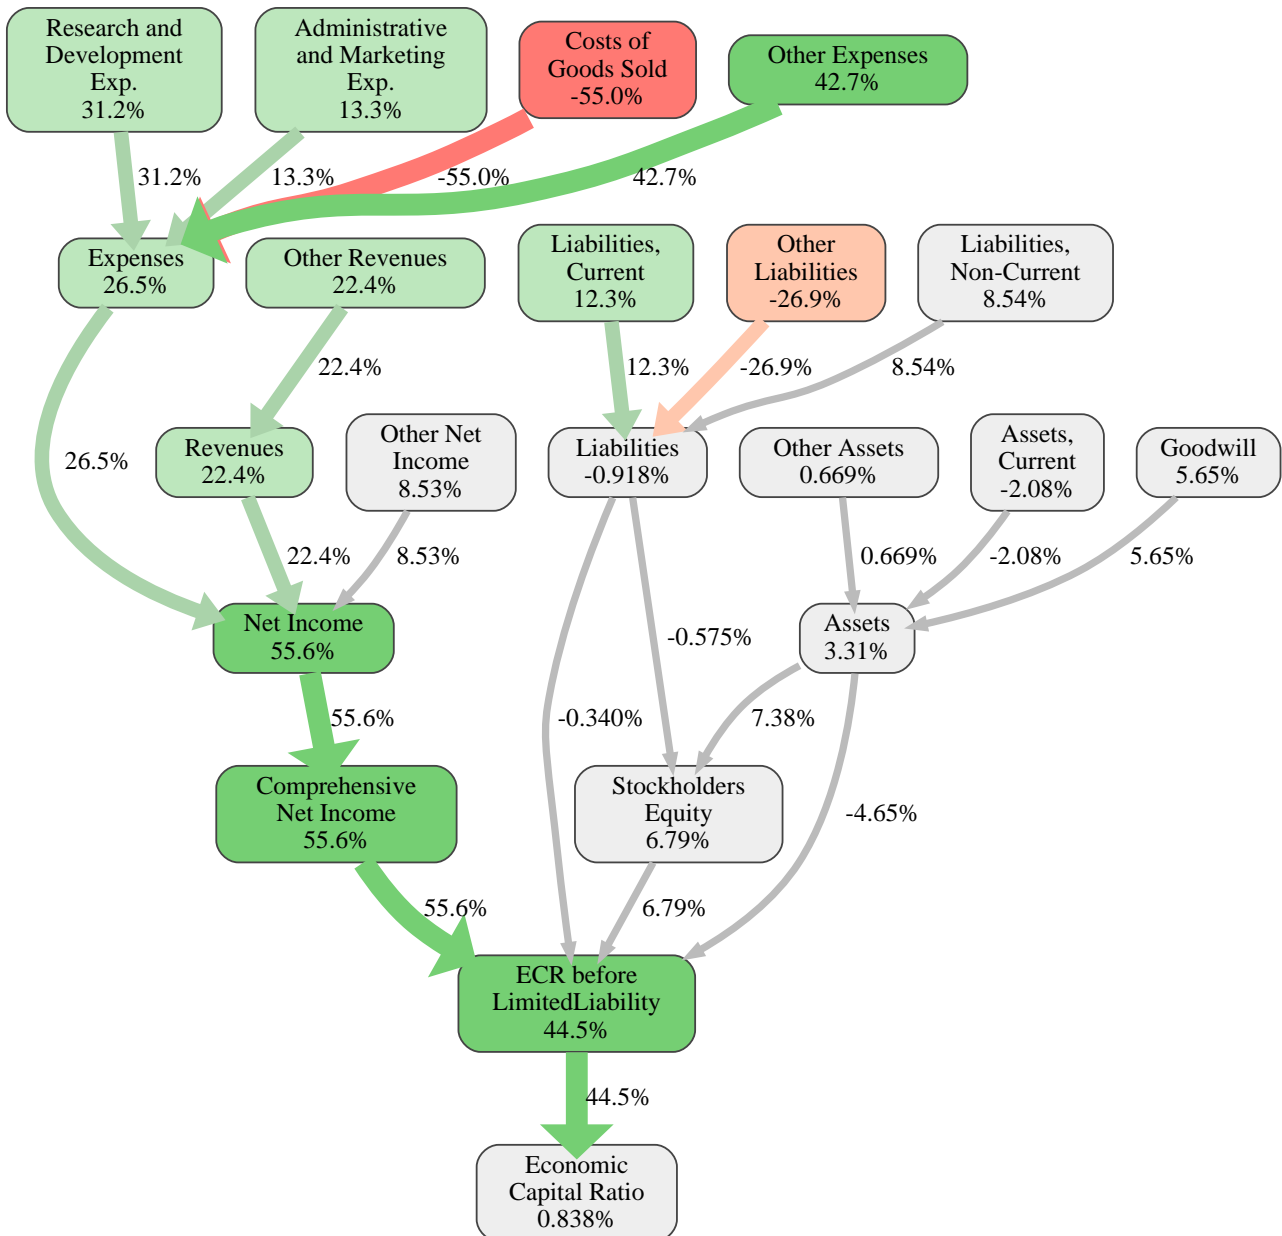 Research and
Development
Exp.
31.2%
Administrative
and Marketing
Exp.
13.3%
Costs of
Goods Sold
-55.0%
Other Expenses
42.7%
31.2%
13.3%
-55.0%
42.7%
Expenses
26.5%
Other Revenues
22.4%
Liabilities,
Current
12.3%
Other
Liabilities
-26.9%
Liabilities,
Non-Current
8.54%
22.4%
12.3%
-26.9%
8.54%
26.5%
Revenues
22.4%
Other Net
Income
8.53%
Liabilities
-0.918%
Other Assets
0.669%
Assets,
Current
-2.08%
Goodwill
5.65%
22.4%
8.53%
0.669%
-2.08%
5.65%
Net Income
55.6%
-0.575%
Assets
3.31%
55.6%
-0.340%
7.38%
Comprehensive
Net Income
55.6%
Stockholders
Equity
6.79%
-4.65%
55.6%
6.79%
ECR before
LimitedLiability
44.5%
44.5%
Economic
Capital Ratio
0.838%